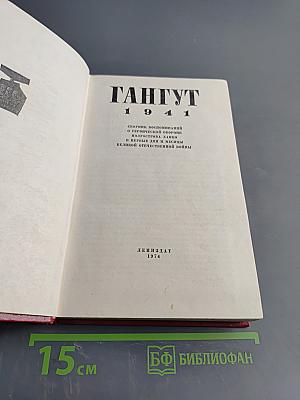 ГАНГУТ
1941
СБОРНИК ВОСПОМИНАНИЙ
О ГЕРОИЧЕСКОЙ ОБОРОНЕ
ПОЛУОСТРОВА ХАНКО
В ПЕРВЫЕ ДНИ И МЕСЯЦЫ
ВЕЛИКОЙ ОТЕЧЕСТВЕННОЙ ВОЙНЫ
ЛЕНИЗДАТ
1974
15 см
БФ БИБЛИОФАН